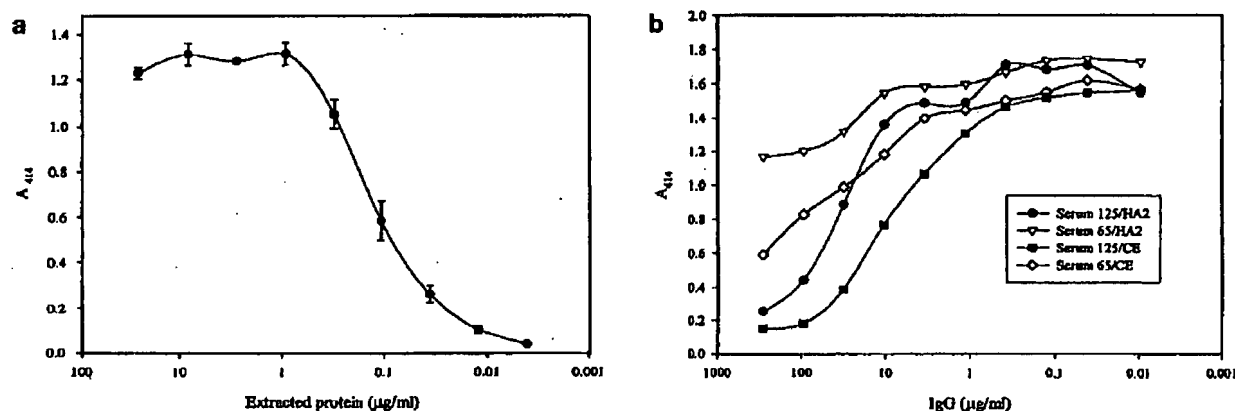 a
1.4
1.2
1.0
0.8
0.6
0.4
0.2
0.0
A 414
100 10 1 0.1 0.01 0.001
Extracted protein (µg/ml)
b
2.0
1.8
1.6
1.4
1.2
1.0
0.8
0.6
0.4
0.2
0.0
A 414
Serum 125/HA2
Serum 65/HA2
Serum 125/CE
Serum 65/CE
1000 100 10 1 0.1 0.01 0.001
IgG (µg/ml)